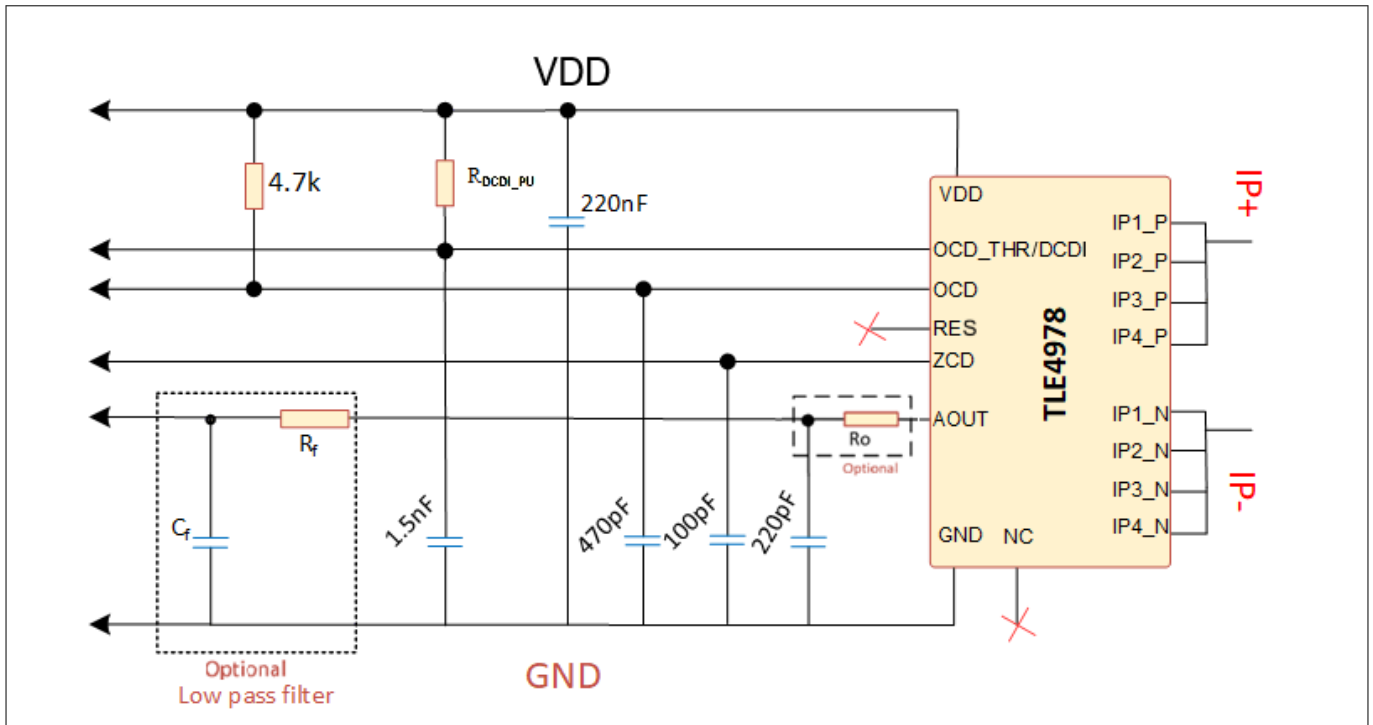 VDD
4.7k
RDCDI_PU
220nF
VDD
OCD_THR/DCDI
OCD
RES
ZCD
AOUT
GND
NC
TLE4978
IP1_P
IP2_P
IP3_P
IP4_P
IP1_N
IP2_N
IP3_N
IP4_N
IP+
IP-
Rf
Ro
Optional
Cf
1.5nF
470pF
100pF
220pF
Optional
Low pass filter
GND